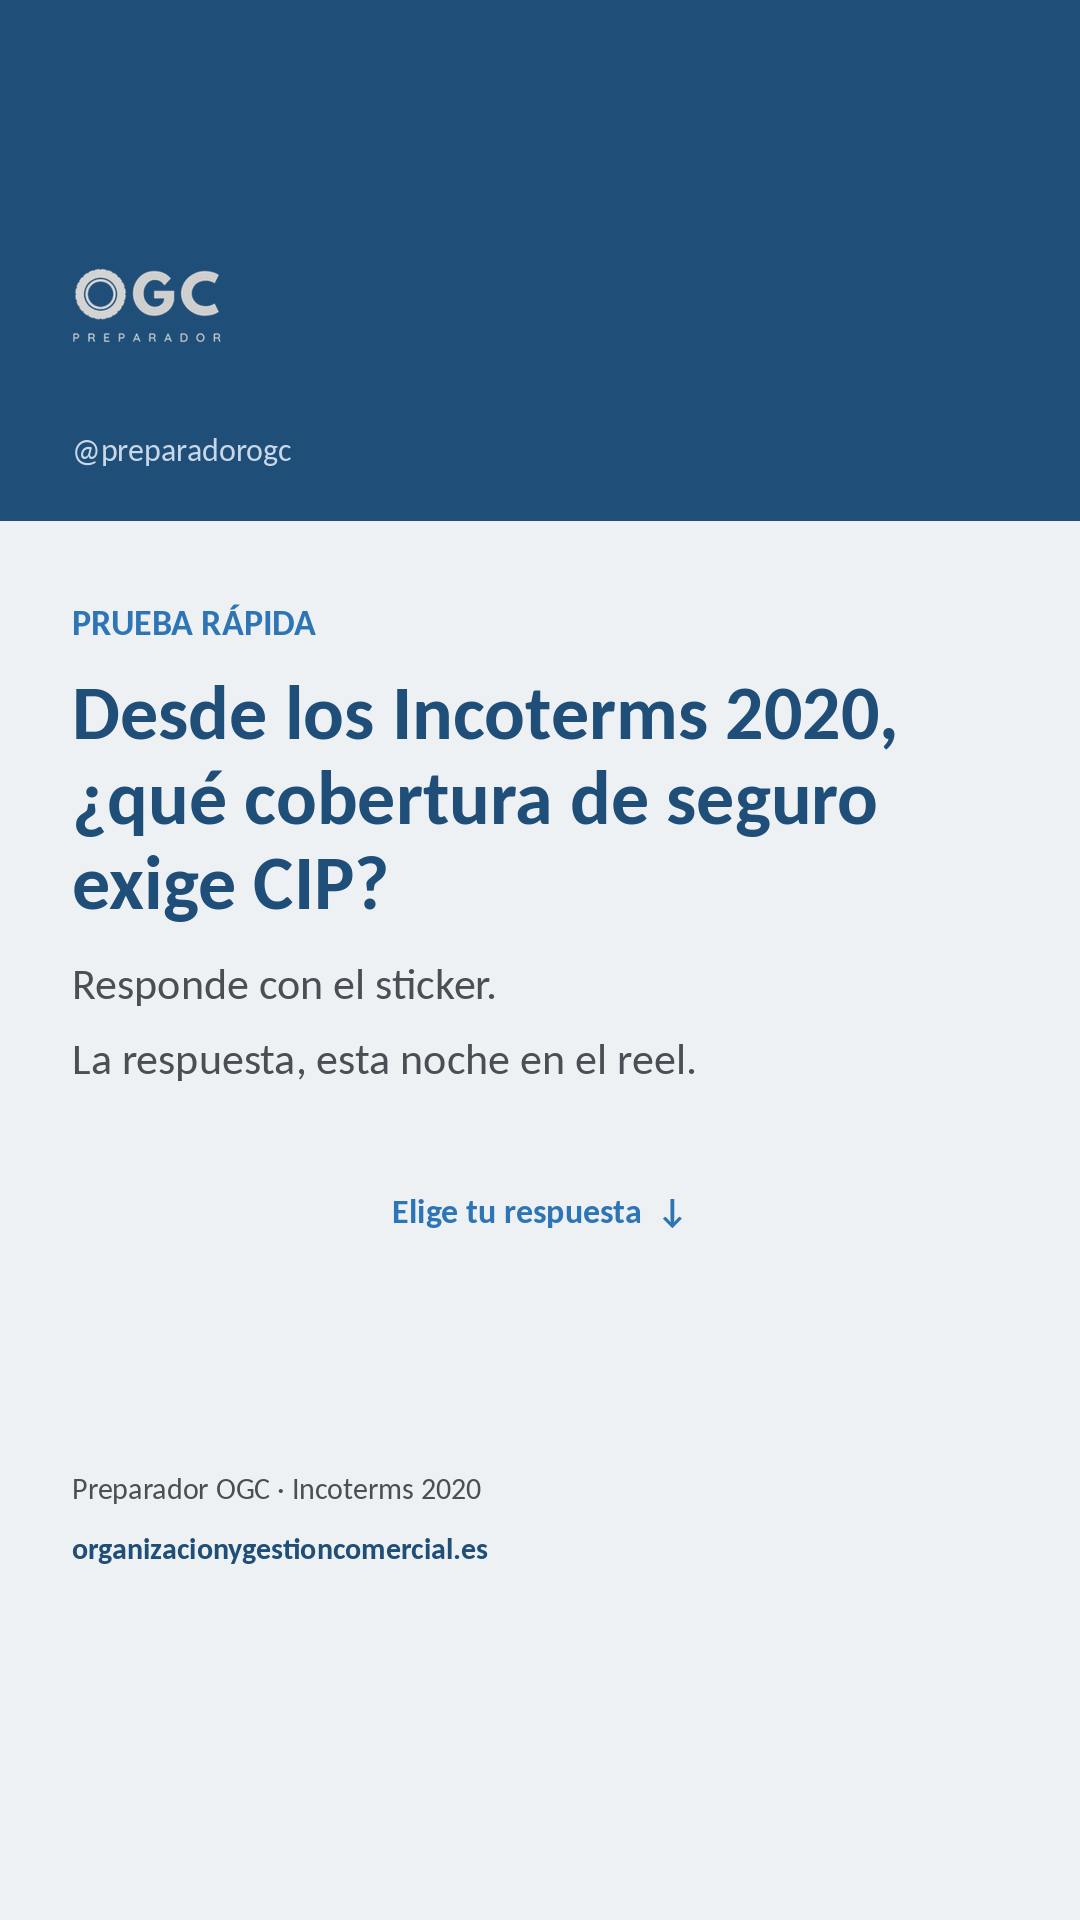 OGC
PREPARADOR
@preparadorogc
PRUEBA RÁPIDA
Desde los Incoterms 2020,
¿qué cobertura de seguro
exige CIP?
Responde con el sticker.
La respuesta, esta noche en el reel.
Elige tu respuesta ↓
Preparador OGC · Incoterms 2020
organizacionygestioncomercial.es